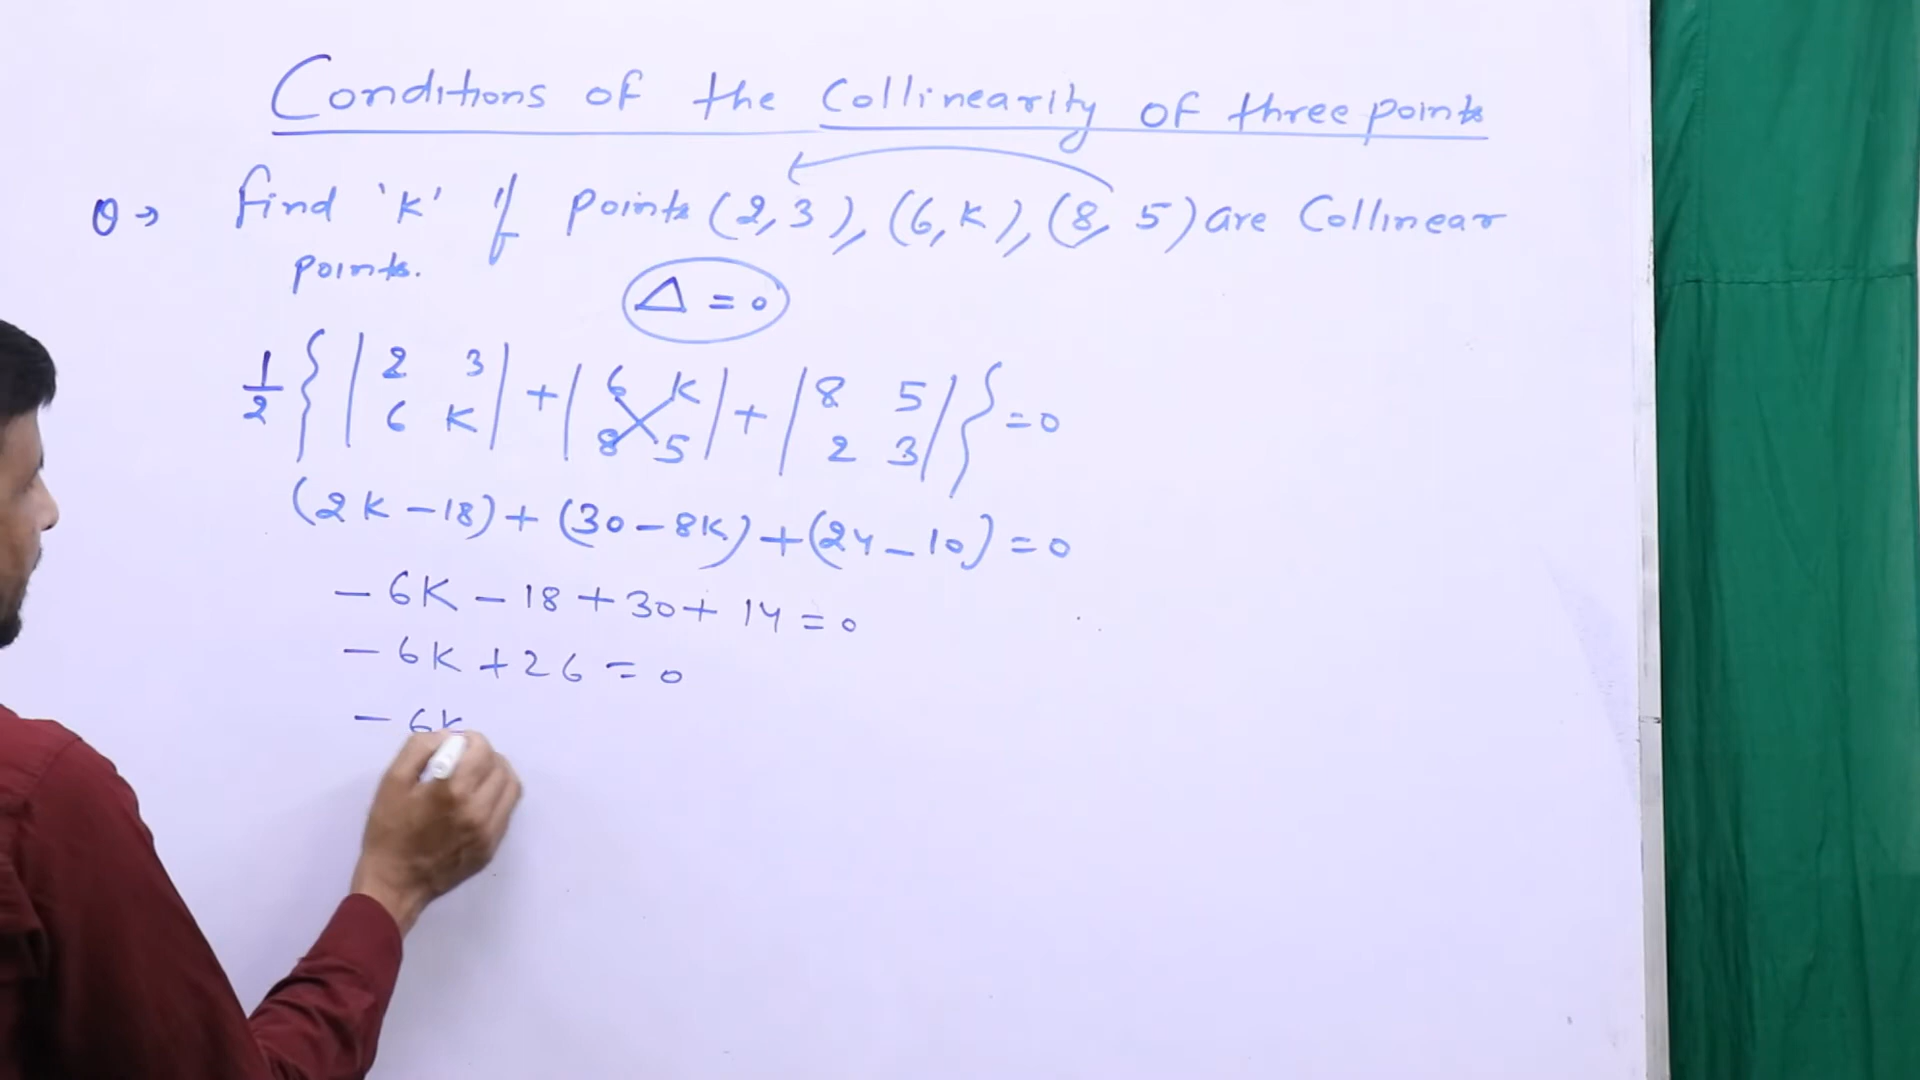 Conditions of the Collinearity of three points
Q→ find 'K' if points (2,3), (6,K), (8, 5) are Collinear
points.
Δ = 0
1/2 { | 2 3 | + | 6 K | + | 8 5 | } = 0
| 6 K | | 8 5 | | 2 3 |
(2K - 18) + (30 - 8K) + (24 - 10) = 0
- 6K - 18 + 30 + 14 = 0
- 6K + 26 = 0
- 6K